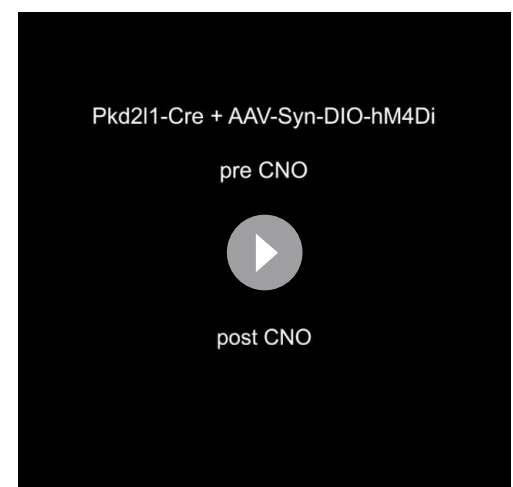 Pkd2l1-Cre + AAV-Syn-DIO-hM4Di
pre CNO
post CNO